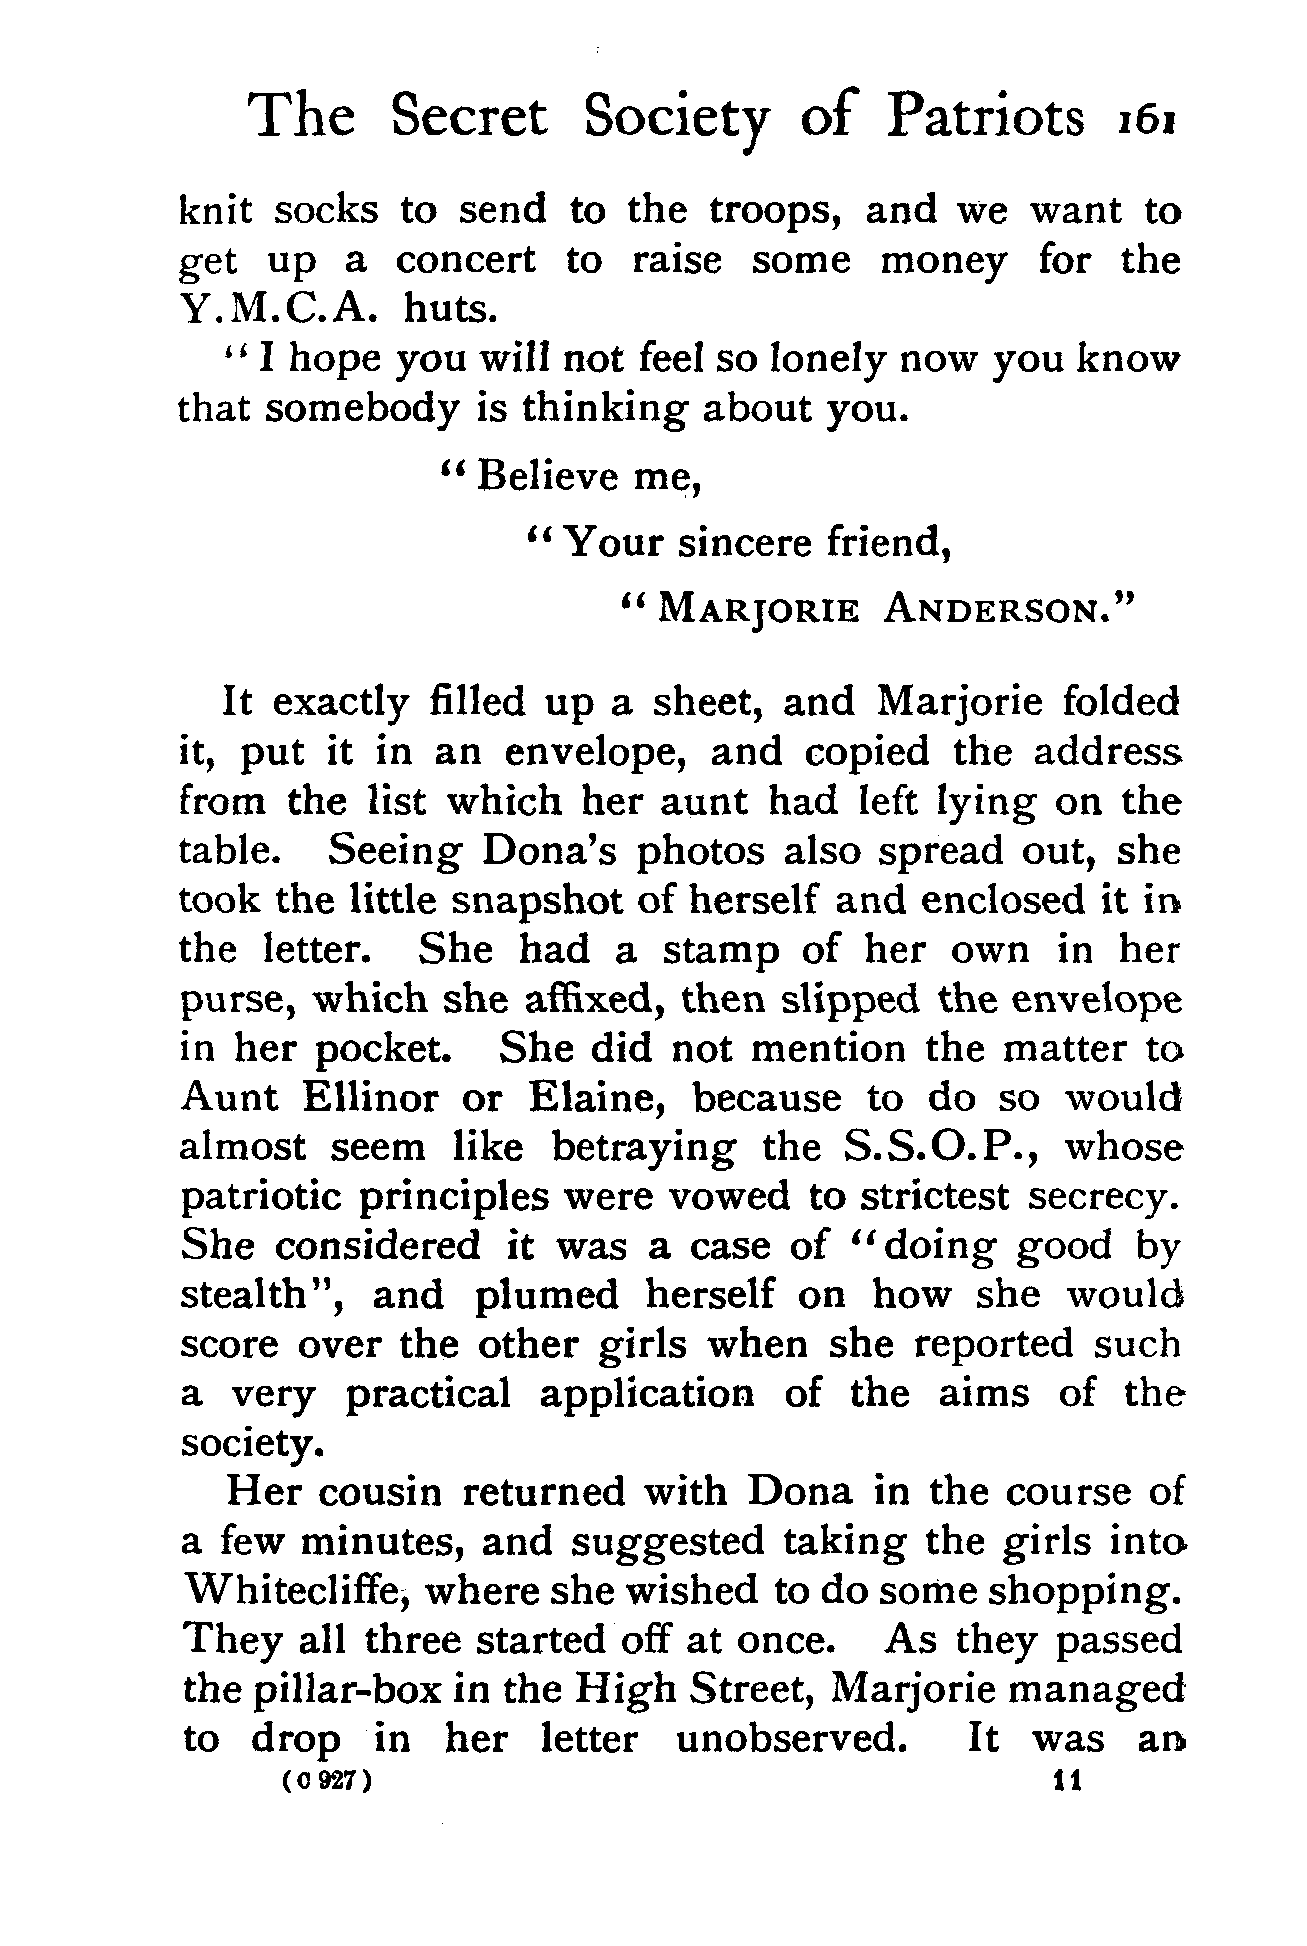 The Secret Society of Patriots 161
knit socks to send to the troops, and we want to
get up a concert to raise some money for the
Y.M.C.A. huts.
"I hope you will not feel so lonely now you know
that somebody is thinking about you.
"Believe me,
"Your sincere friend,
"MARJORIE ANDERSON."
It exactly filled up a sheet, and Marjorie folded
it, put it in an envelope, and copied the address
from the list which her aunt had left lying on the
table. Seeing Dona's photos also spread out, she
took the little snapshot of herself and enclosed it in
the letter. She had a stamp of her own in her
purse, which she affixed, then slipped the envelope
in her pocket. She did not mention the matter to
Aunt Ellinor or Elaine, because to do so would
almost seem like betraying the S.S.O.P., whose
patriotic principles were vowed to strictest secrecy.
She considered it was a case of "doing good by
stealth", and plumed herself on how she would
score over the other girls when she reported such
a very practical application of the aims of the
society.
Her cousin returned with Dona in the course of
a few minutes, and suggested taking the girls into
Whitecliffe, where she wished to do some shopping.
They all three started off at once. As they passed
the pillar-box in the High Street, Marjorie managed
to drop in her letter unobserved. It was an
(C 927) 11